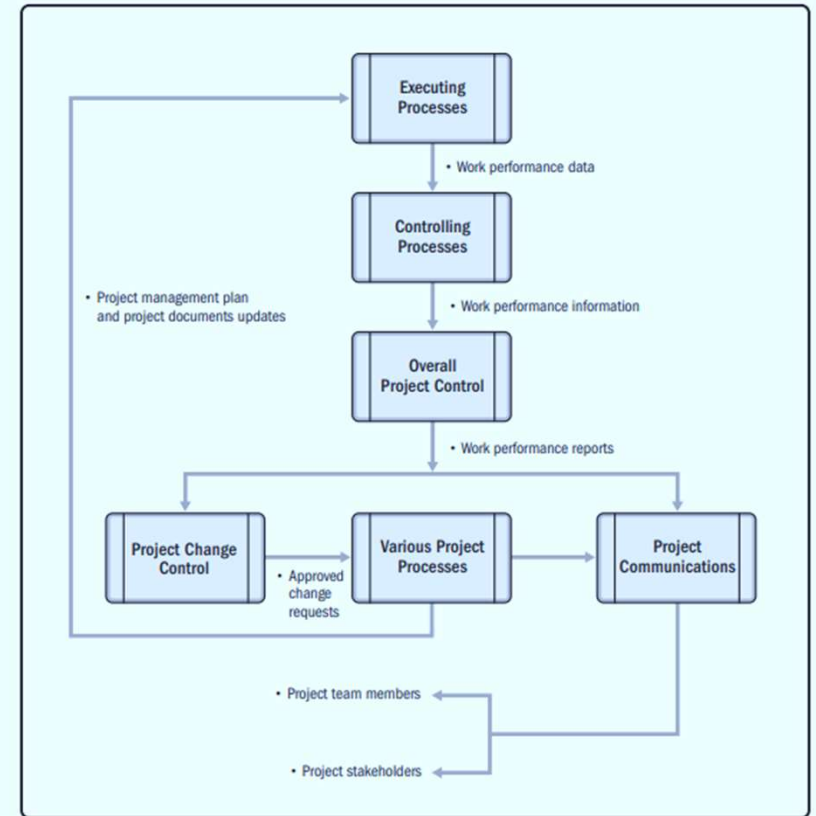 Executing
Processes
• Work performance data
Controlling
Processes
• Project management plan
and project documents updates
• Work performance information
Overall
Project Control
• Work performance reports
Project Change
Control
• Approved
change
requests
Various Project
Processes
Project
Communications
• Project team members
• Project stakeholders